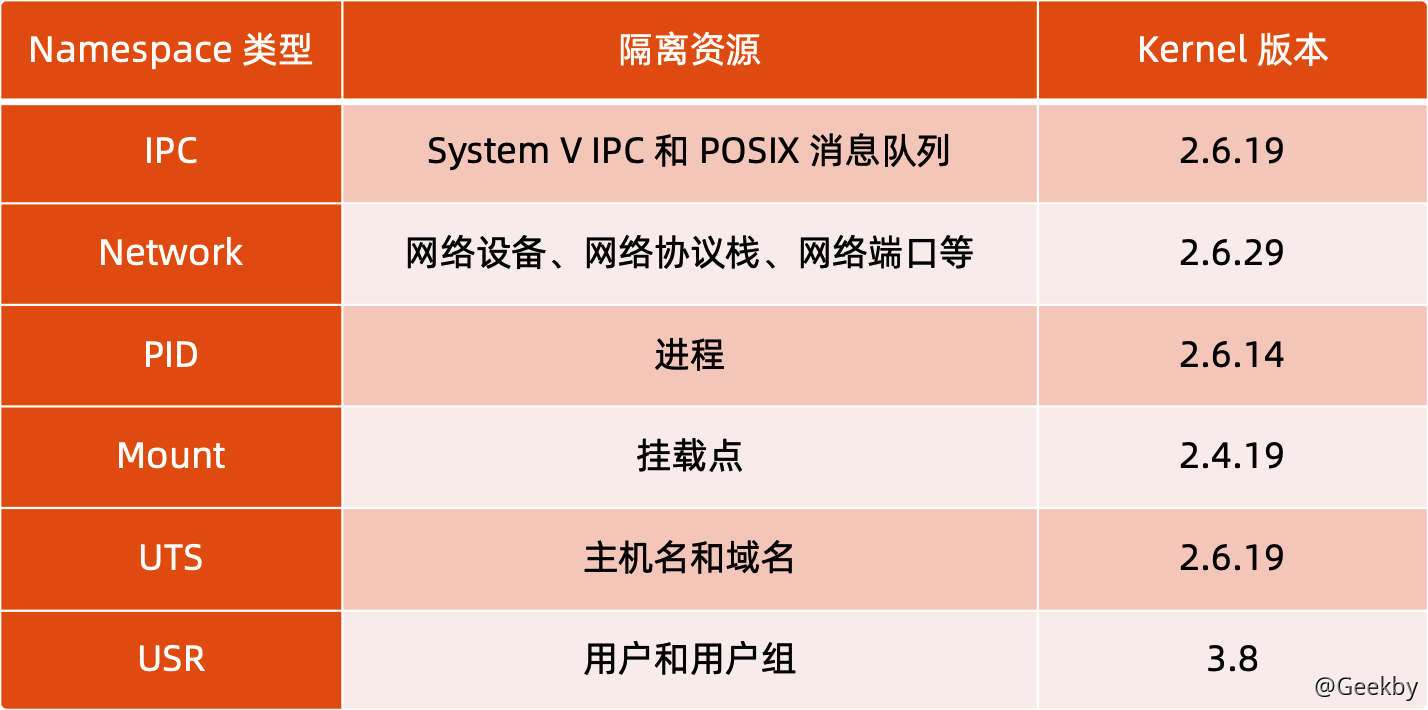 Namespace 类型 隔离资源 Kernel 版本
IPC System V IPC 和 POSIX 消息队列 2.6.19
Network 网络设备、网络协议栈、网络端口等 2.6.29
PID 进程 2.6.14
Mount 挂载点 2.4.19
UTS 主机名和域名 2.6.19
USR 用户和用户组 3.8
@Geekby